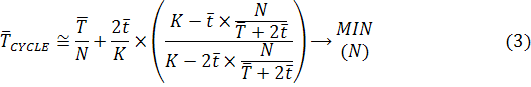 T̅_CYCLE ≅ T̿/N + 2t̅/K × ( (K − t̅ × N/(T̿ + 2t̅)) / (K − 2t̅ × N/(T̿ + 2t̅)) ) → MIN (N) (3)